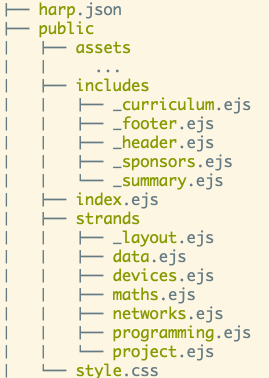 ├── harp.json
├── public
│   ├── assets
│   │     ...
│   ├── includes
│   │   ├── _curriculum.ejs
│   │   ├── _footer.ejs
│   │   ├── _header.ejs
│   │   ├── _sponsors.ejs
│   │   └── _summary.ejs
│   ├── index.ejs
│   ├── strands
│   │   ├── _layout.ejs
│   │   ├── data.ejs
│   │   ├── devices.ejs
│   │   ├── maths.ejs
│   │   ├── networks.ejs
│   │   ├── programming.ejs
│   │   └── project.ejs
│   └── style.css